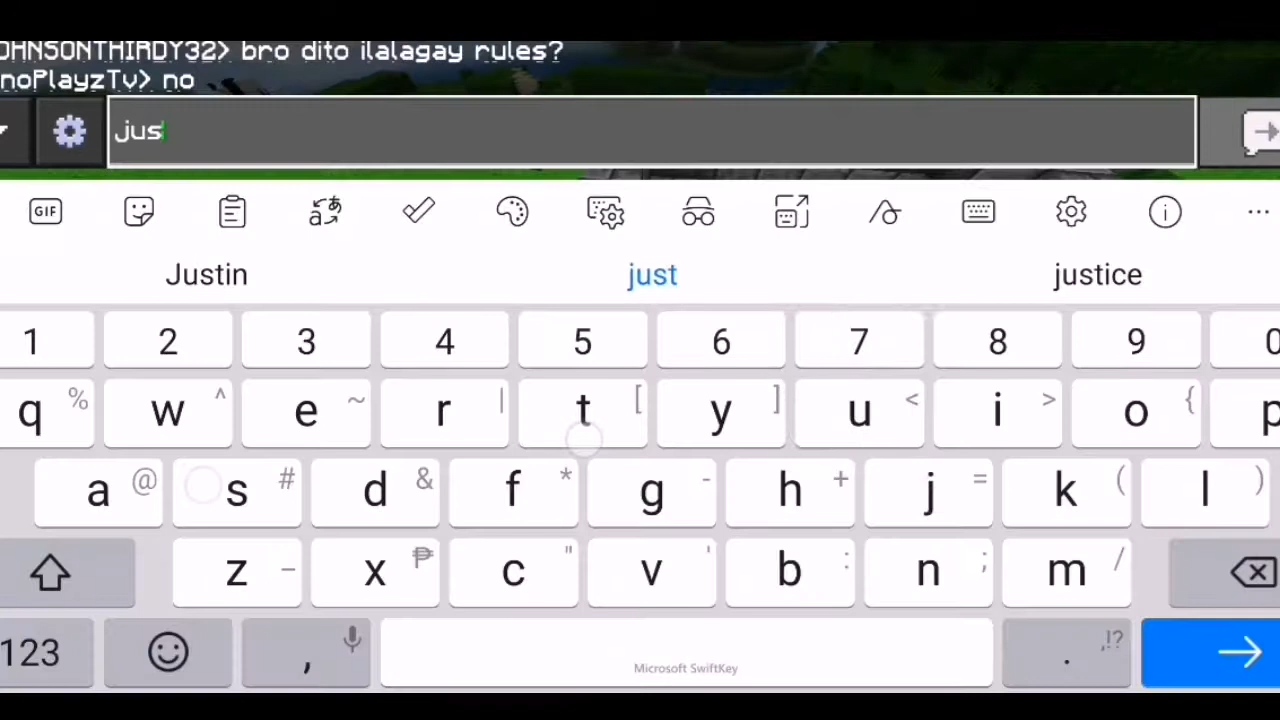 OHNSONTHIRDY32> bro dito ilalagay rules?
noPlayzTv> no
jus
GIF
Justin just justice
1 2 3 4 5 6 7 8 9 0
q % w ^ e ~ r | t [ y ] u < i > o { p
a @ s # d & f * g - h + j = k ( l )
z _ x ₱ c " v ' b : n ; m /
123 , Microsoft SwiftKey . ,!?